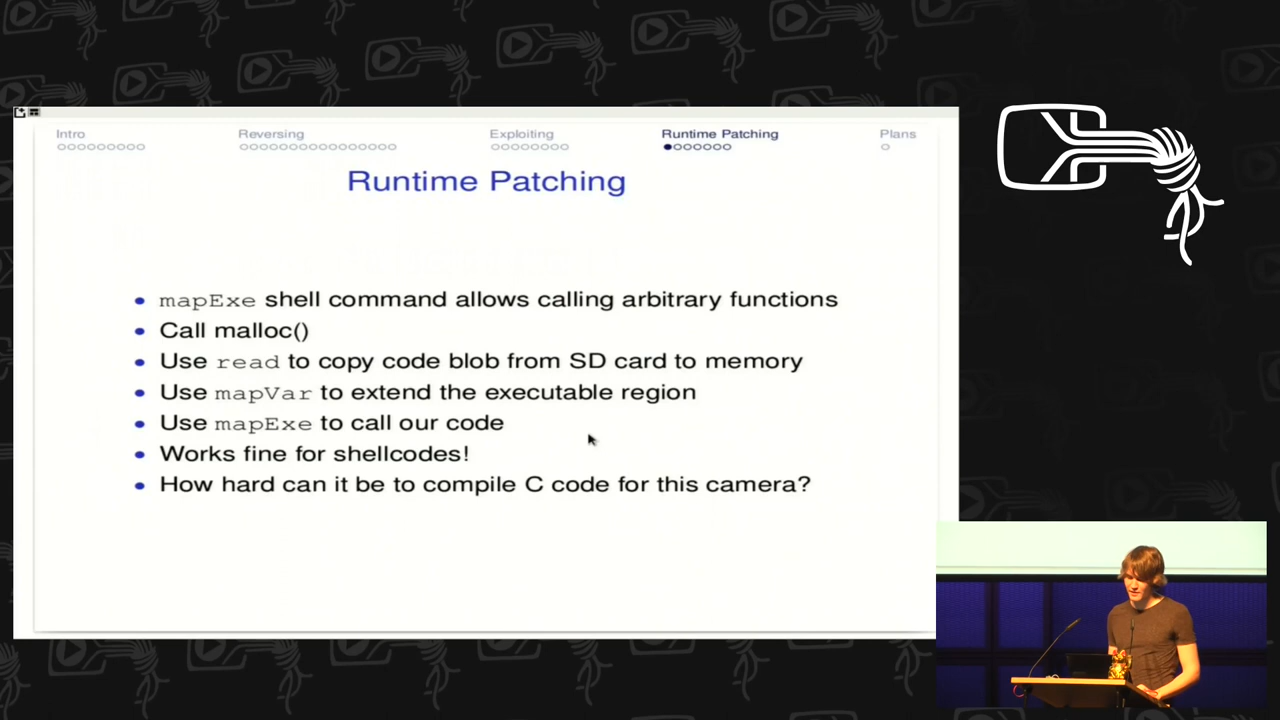 Intro Reversing Exploiting Runtime Patching Plans
Runtime Patching
mapExe shell command allows calling arbitrary functions
Call malloc()
Use read to copy code blob from SD card to memory
Use mapVar to extend the executable region
Use mapExe to call our code
Works fine for shellcodes!
How hard can it be to compile C code for this camera?